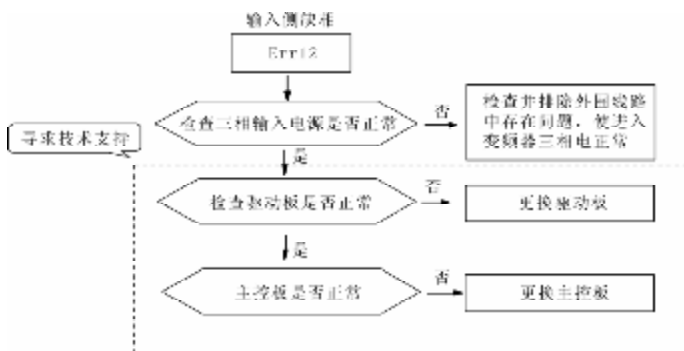 输入侧缺相
Err12
检查三相输入电源是否正常
否
检查并排除外围线路
中存在问题，使进入
变频器三相电正常
寻求技术支持
是
检查驱动板是否正常
否
更换驱动板
是
主控板是否正常
否
更换主控板